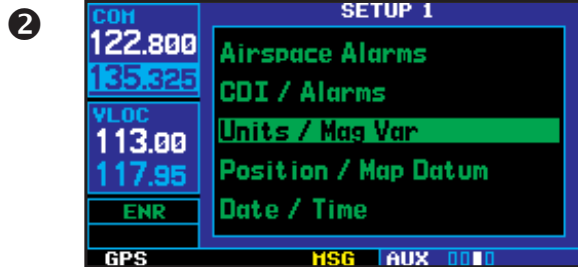 ❷
COM
122.800
135.325
VLOC
113.00
117.95
ENR
GPS
SETUP 1
Airspace Alarms
CDI / Alarms
Units / Mag Var
Position / Map Datum
Date / Time
MSG
AUX